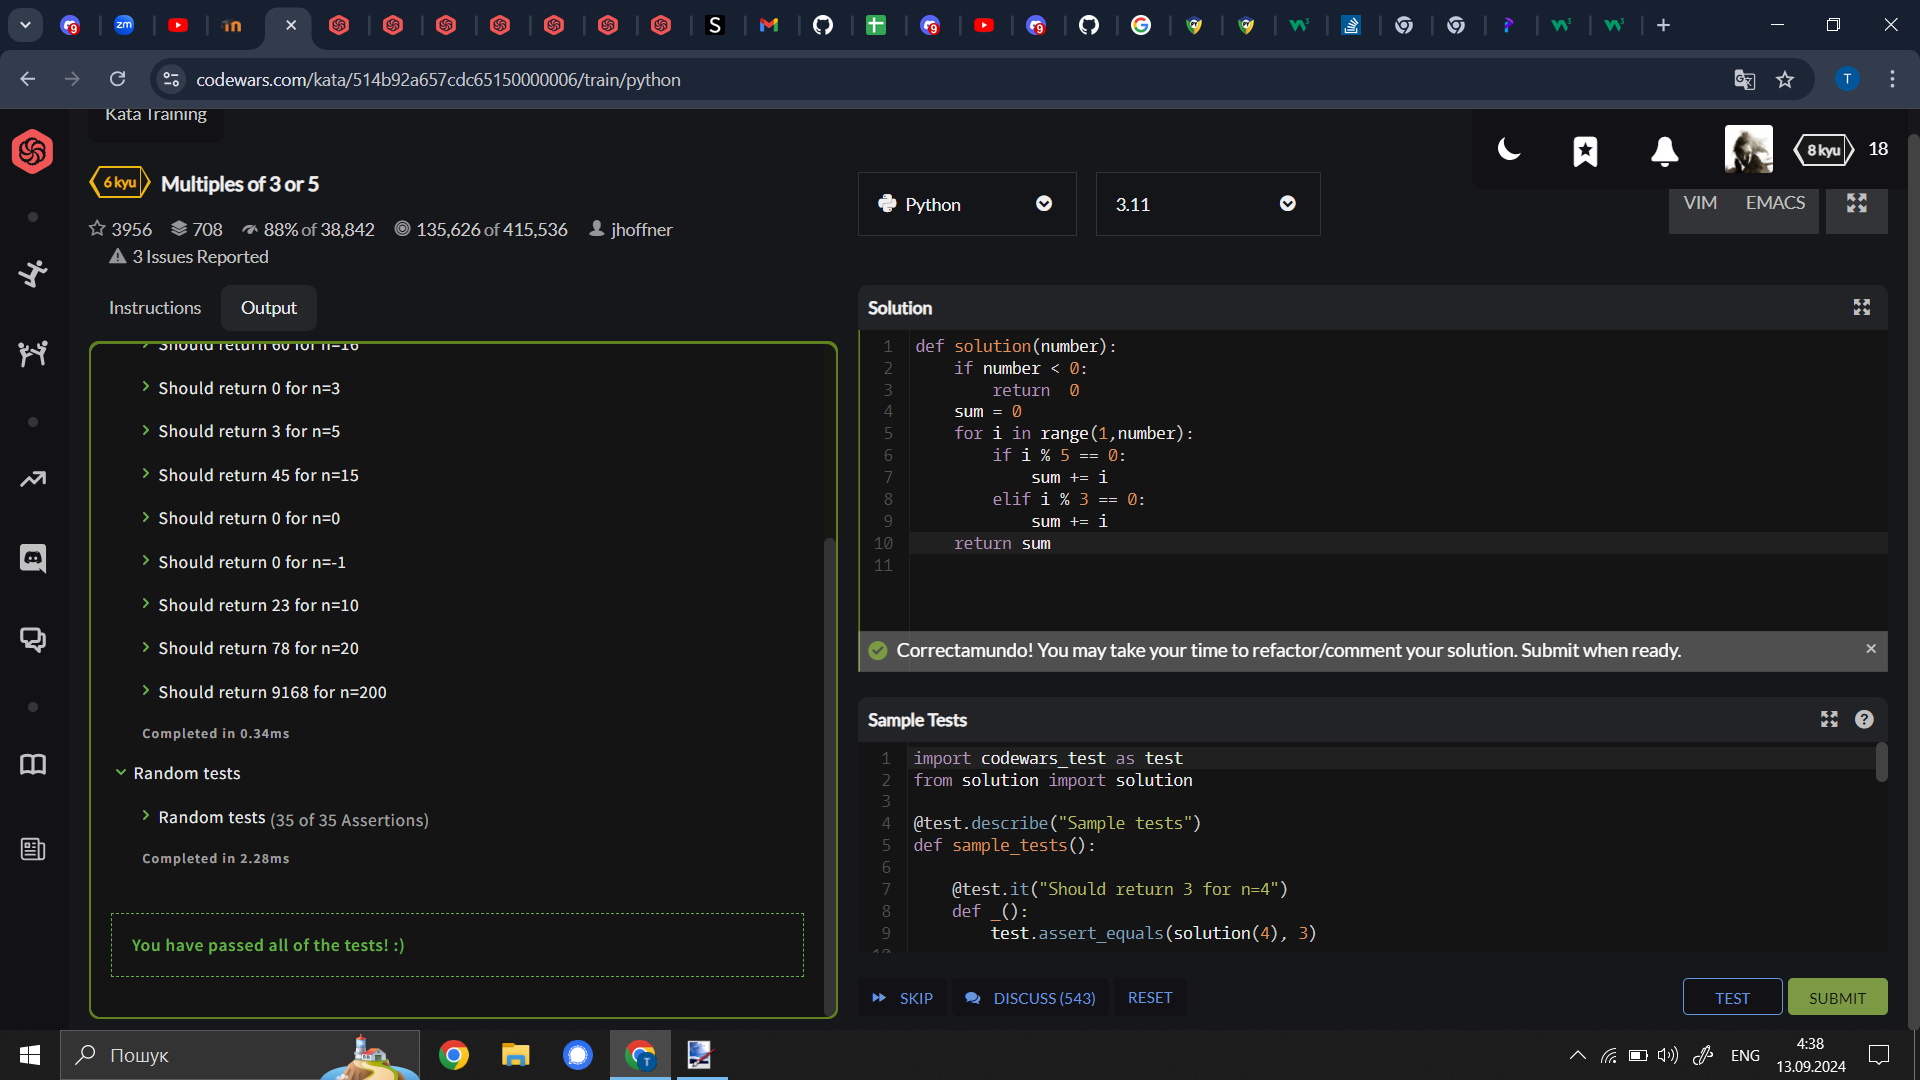 codewars.com/kata/514b92a657cdc65150000006/train/python
Kata Training
6 kyu
Multiples of 3 or 5
3956
708
88% of 38,842
135,626 of 415,536
jhoffner
3 Issues Reported
Python
3.11
8 kyu
18
VIM
EMACS
Instructions
Output
Should return 60 for n=16
Should return 0 for n=3
Should return 3 for n=5
Should return 45 for n=15
Should return 0 for n=0
Should return 0 for n=-1
Should return 23 for n=10
Should return 78 for n=20
Should return 9168 for n=200
Completed in 0.34ms
Random tests
Random tests (35 of 35 Assertions)
Completed in 2.28ms
You have passed all of the tests! :)
Solution
1 def solution(number):
2 if number < 0:
3 return  0
4 sum = 0
5 for i in range(1,number):
6 if i % 5 == 0:
7 sum += i
8 elif i % 3 == 0:
9 sum += i
10 return sum
11
Correctamundo! You may take your time to refactor/comment your solution. Submit when ready.
Sample Tests
1 import codewars_test as test
2 from solution import solution
3
4 @test.describe("Sample tests")
5 def sample_tests():
6
7 @test.it("Should return 3 for n=4")
8 def _():
9 test.assert_equals(solution(4), 3)
10
SKIP
DISCUSS (543)
RESET
TEST
SUBMIT
Пошук
ENG
4:38
13.09.2024